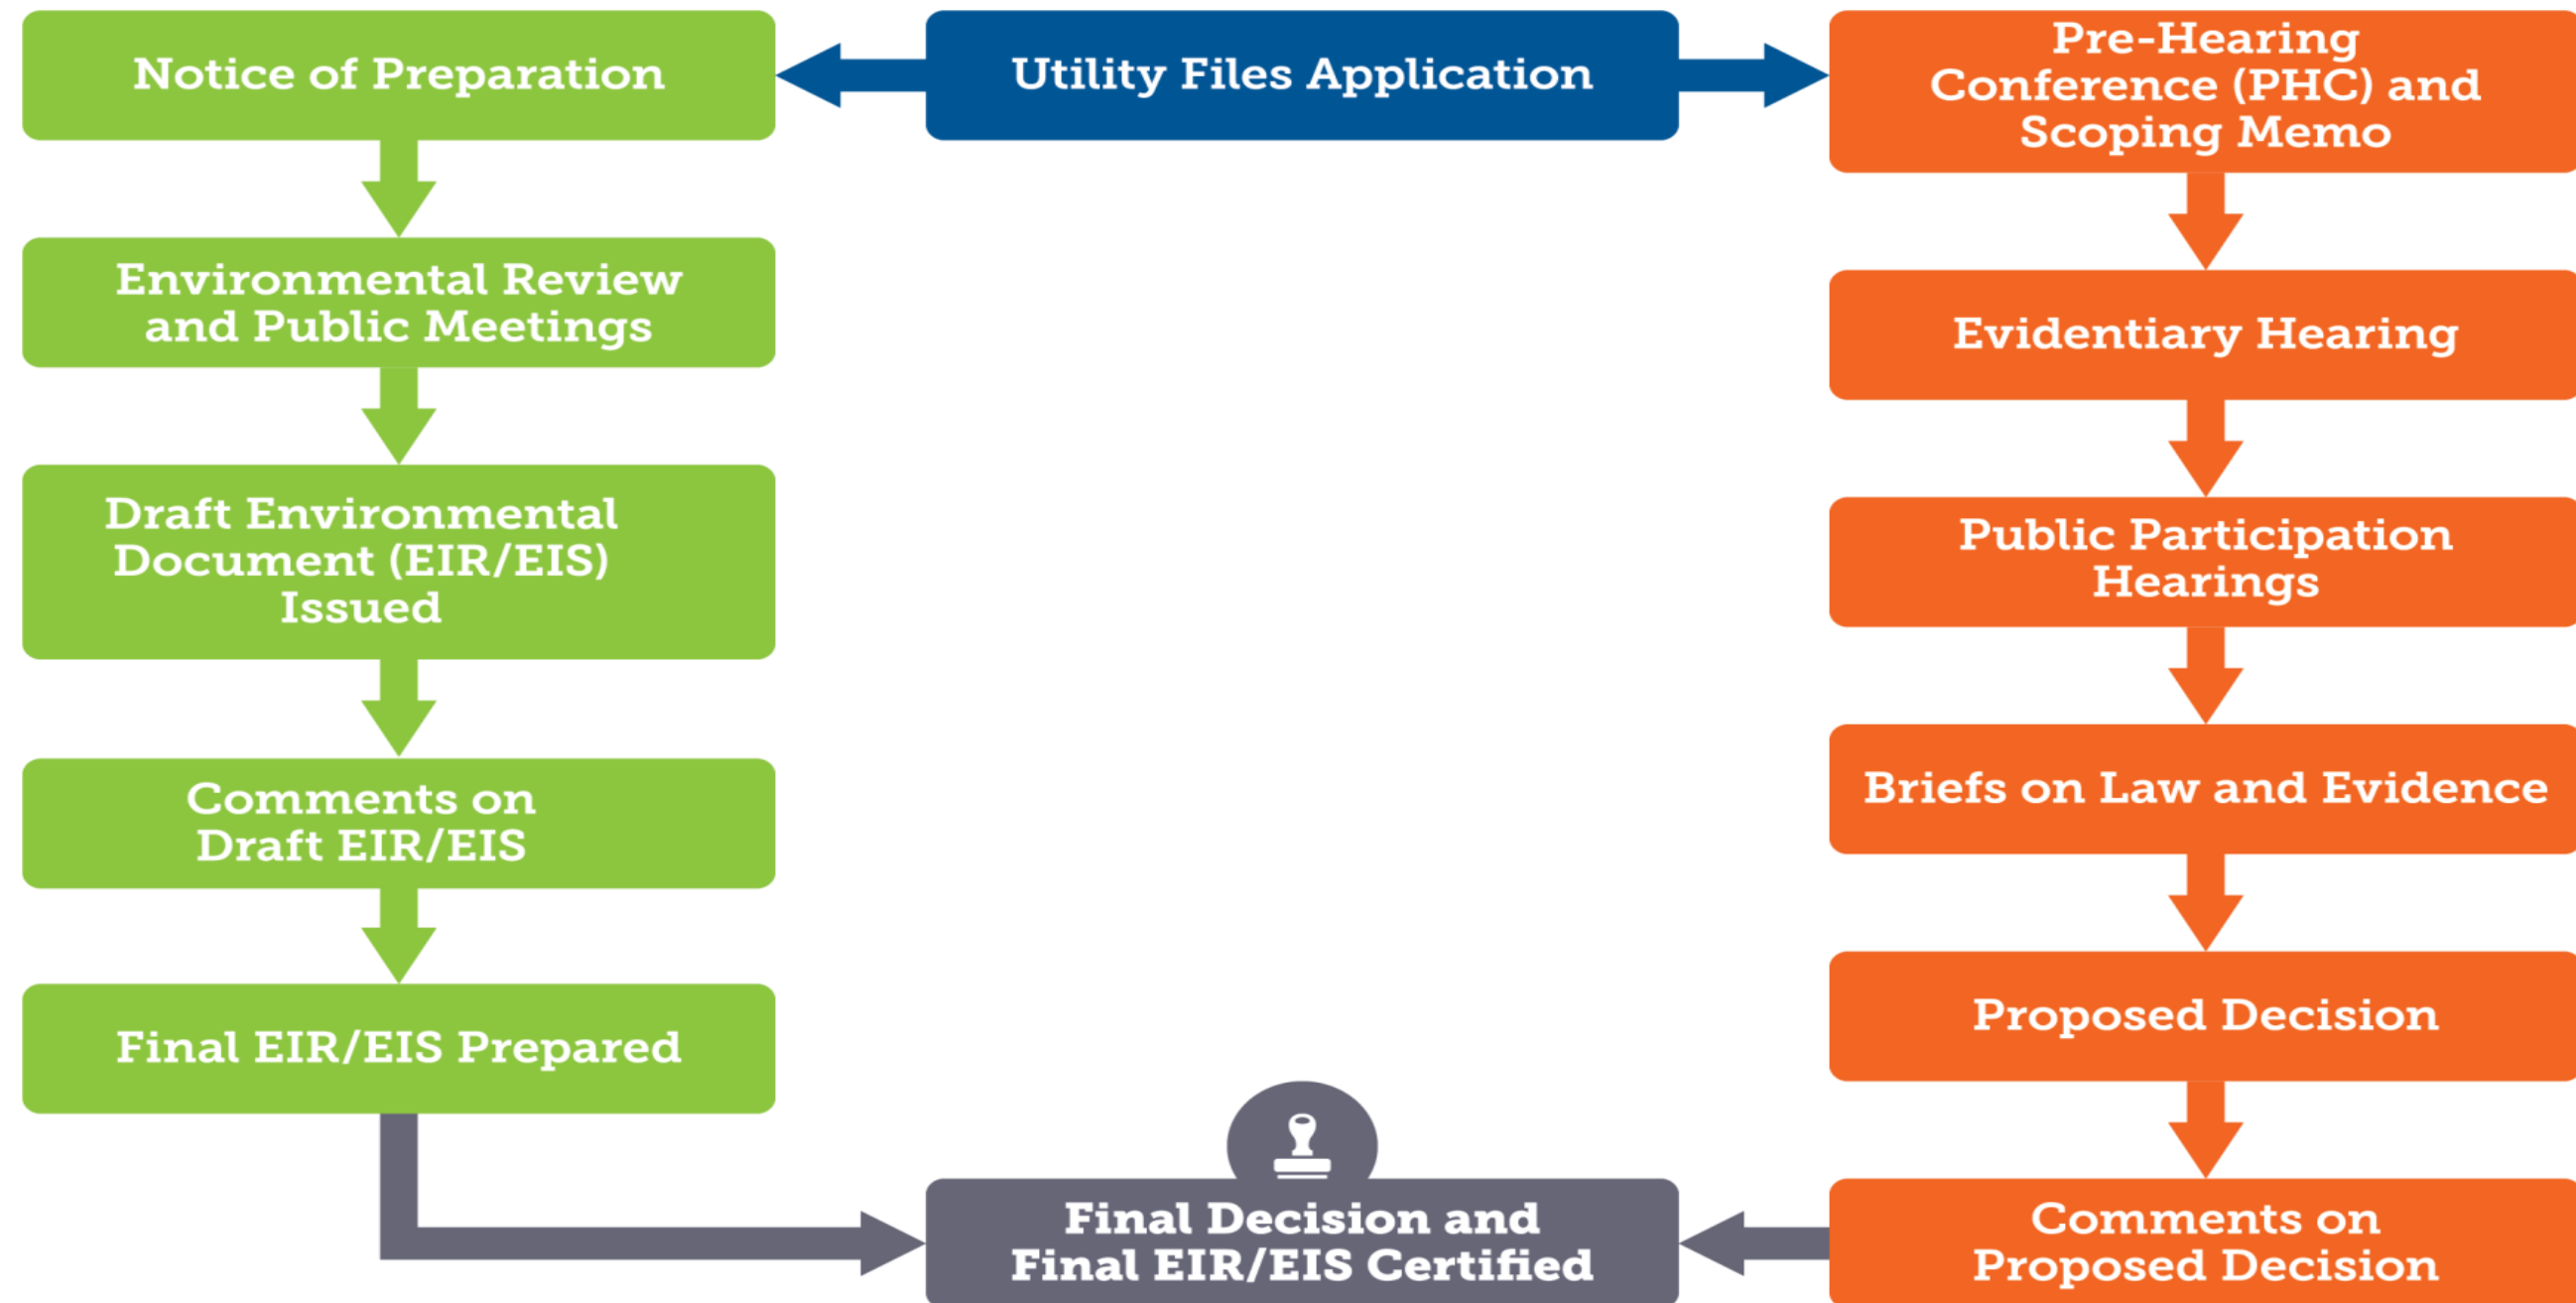 Notice of Preparation
Utility Files Application
Pre-Hearing
Conference (PHC) and
Scoping Memo
Environmental Review
and Public Meetings
Evidentiary Hearing
Draft Environmental
Document (EIR/EIS)
Issued
Public Participation
Hearings
Comments on
Draft EIR/EIS
Briefs on Law and Evidence
Final EIR/EIS Prepared
Proposed Decision
Final Decision and
Final EIR/EIS Certified
Comments on
Proposed Decision